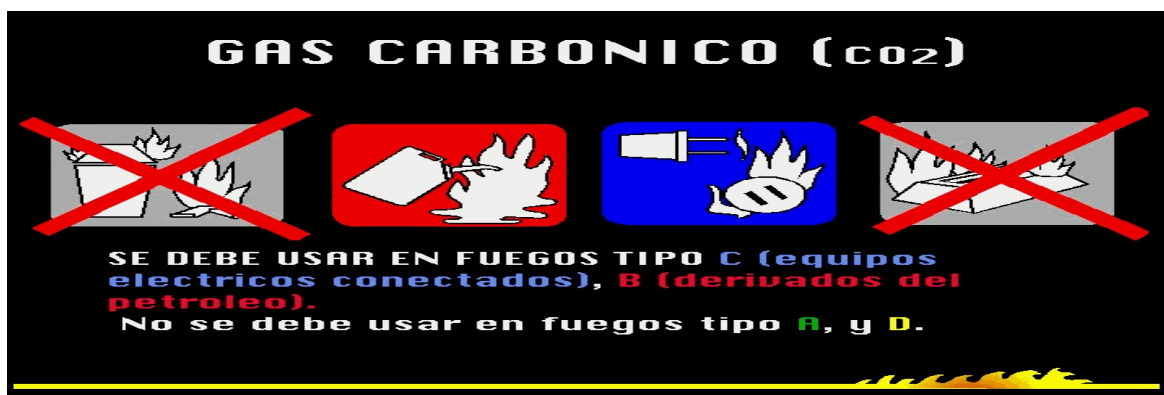 GAS CARBONICO (CO2)
SE DEBE USAR EN FUEGOS TIPO C (equipos
electricos conectados), B (derivados del
petroleo).
No se debe usar en fuegos tipo A, y D.